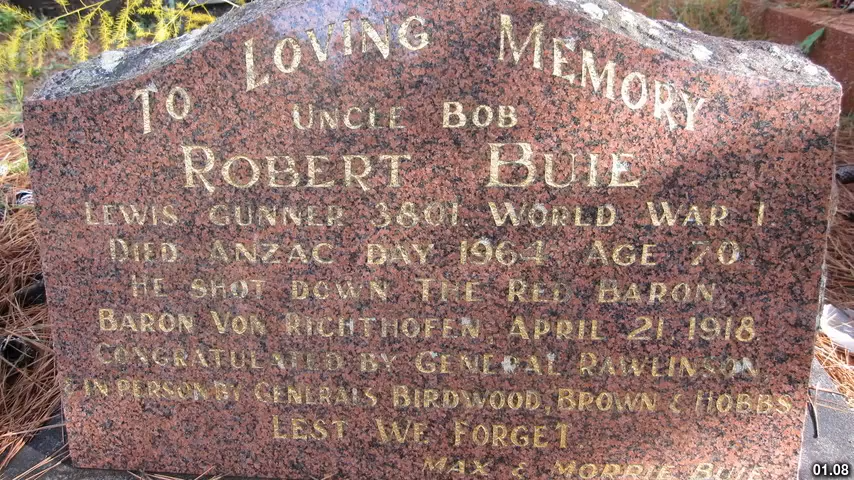 To Loving Memory
Uncle Bob
Robert Buie
Lewis Gunner 3801. World War 1.
Died Anzac Day 1964 Age 70.
He shot down The Red Baron,
Baron Von Richthofen, April 21, 1918
Congratulated by General Rawlinson,
& in person by Generals Birdwood, Brown & Hobbs.
Lest We Forget.
Max & Morrie Buie
01.08